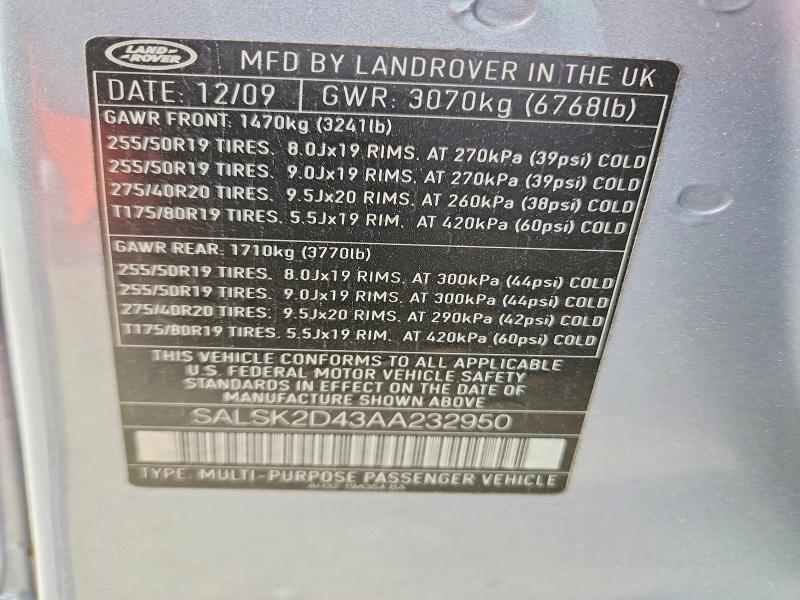 LAND ROVER
MFD BY LANDROVER IN THE UK
DATE: 12/09 GWR: 3070kg (6768lb)
GAWR FRONT: 1470kg (3241lb)
255/50R19 TIRES. 8.0Jx19 RIMS. AT 270kPa (39psi) COLD
255/50R19 TIRES. 9.0Jx19 RIMS. AT 270kPa (39psi) COLD
275/40R20 TIRES. 9.5Jx20 RIMS. AT 260kPa (38psi) COLD
T175/80R19 TIRES. 5.5Jx19 RIM. AT 420kPa (60psi) COLD
GAWR REAR: 1710kg (3770lb)
255/50R19 TIRES. 8.0Jx19 RIMS. AT 300kPa (44psi) COLD
255/50R19 TIRES. 9.0Jx19 RIMS. AT 300kPa (44psi) COLD
275/40R20 TIRES. 9.5Jx20 RIMS. AT 290kPa (42psi) COLD
T175/80R19 TIRES. 5.5Jx19 RIM. AT 420kPa (60psi) COLD
THIS VEHICLE CONFORMS TO ALL APPLICABLE
U.S. FEDERAL MOTOR VEHICLE SAFETY
STANDARDS IN EFFECT ON THE DATE OF
MANUFACTURE SHOWN ABOVE
SALSK2D43AA232950
TYPE: MULTI-PURPOSE PASSENGER VEHICLE